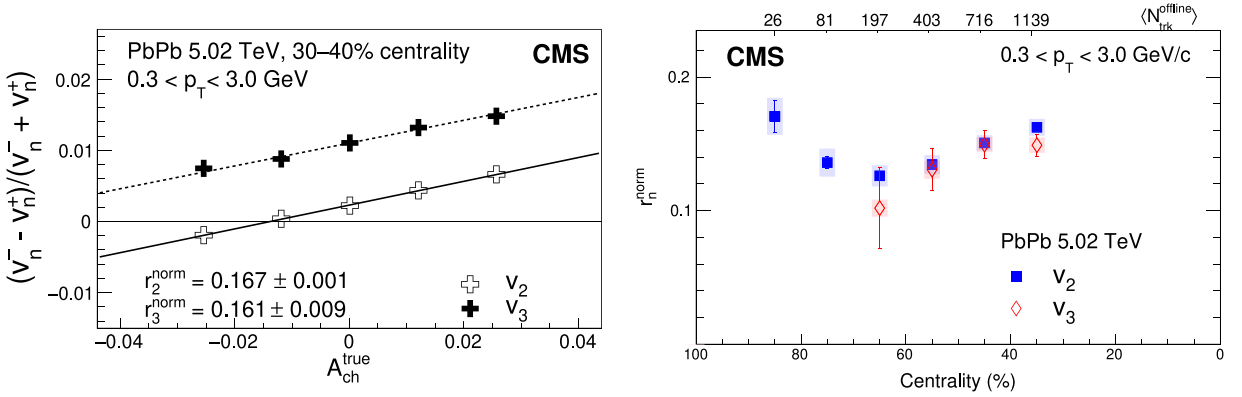 PbPb 5.02 TeV, 30–40% centrality CMS
0.3 < p_T < 3.0 GeV
(v_n^- - v_n^+)/(v_n^- + v_n^+)
0.02
0.01
0
−0.01
r_2^norm = 0.167 ± 0.001
r_3^norm = 0.161 ± 0.009
v_2
v_3
−0.04 −0.02 0 0.02 0.04
A_ch^true
26 81 197 403 716 1139 ⟨N_trk^offline⟩
CMS 0.3 < p_T < 3.0 GeV/c
r_n^norm
0.2
0.1
0
PbPb 5.02 TeV
v_2
v_3
100 80 60 40 20 0
Centrality (%)